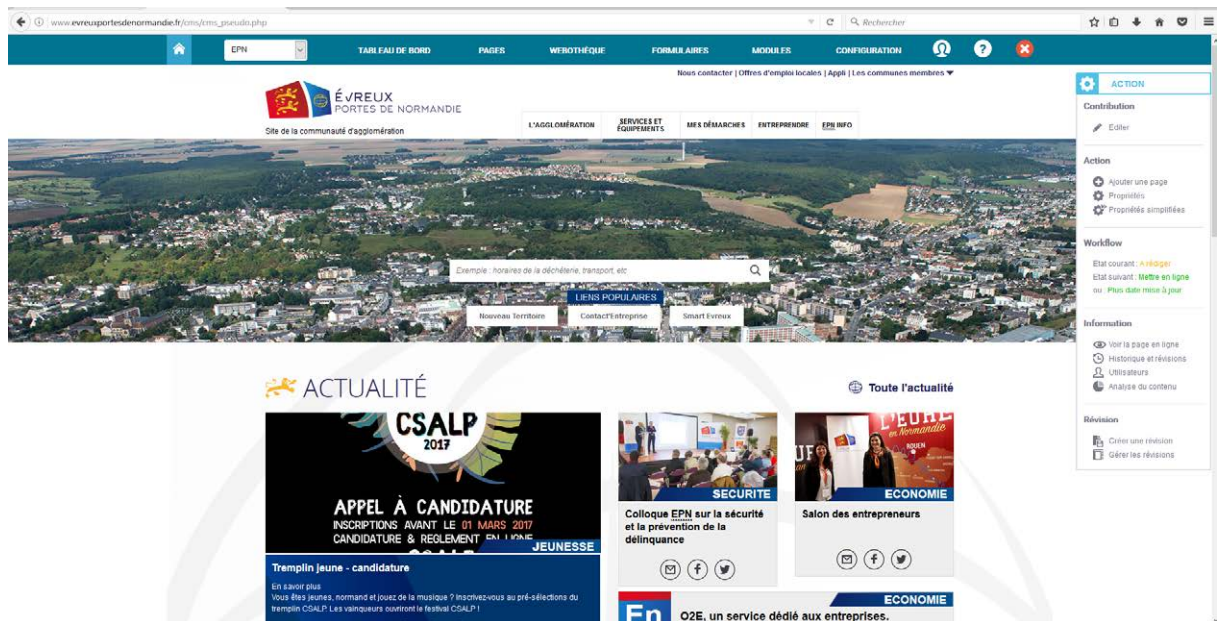 www.evreuxportesdenormandie.fr/cms/cms_pseudo.php
Rechercher
EPN
TABLEAU DE BORD
PAGES
WEBOTHÈQUE
FORMULAIRES
MODULES
CONFIGURATION
?
Nous contacter | Offres d'emploi locales | Appli | Les communes membres ▼
ÉVREUX
PORTES DE NORMANDIE
Site de la communauté d'agglomération
L'AGGLOMÉRATION
SERVICES ET ÉQUIPEMENTS
MES DÉMARCHES
ENTREPRENDRE
EPN INFO
Exemple : horaires de la déchèterie, transport, etc
LIENS POPULAIRES
Nouveau Territoire
Contact'Entreprise
Smart Evreux
ACTUALITÉ
Toute l'actualité
CSALP
2017
APPEL À CANDIDATURE
INSCRIPTIONS AVANT LE 01 MARS 2017
CANDIDATURE & REGLEMENT EN LIGNE
JEUNESSE
Tremplin jeune - candidature
En savoir plus
Vous êtes jeunes, normand et jouez de la musique ? Inscrivez-vous au pré-sélections du
tremplin CSALP. Les vainqueurs ouvriront le festival CSALP !
SECURITE
Colloque EPN sur la sécurité
et la prévention de la
délinquance
L'EURE
en Normandie
ROUEN
ECONOMIE
Salon des entrepreneurs
ECONOMIE
En
O2E, un service dédié aux entreprises.
ACTION
Contribution
Editer
Action
Ajouter une page
Propriétés
Propriétés simplifiées
Workflow
Etat courant : A rédiger
Etat suivant : Mettre en ligne
ou : Plus date mise à jour
Information
Voir la page en ligne
Historique et révisions
Utilisateurs
Analyse du contenu
Révision
Créer une révision
Gérer les révisions